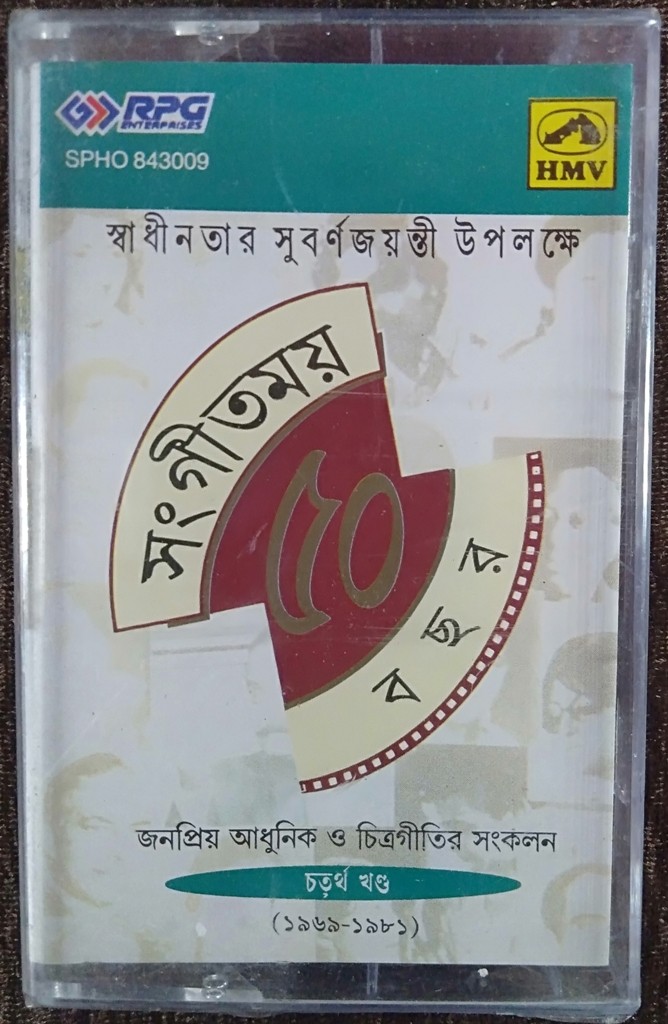 RPG
ENTERPRISES
SPHO 843009
HMV
স্বাধীনতার সুবর্ণজয়ন্তী উপলক্ষে
সংগীতময়
৫০
বছর
জনপ্রিয় আধুনিক ও চিত্রগীতির সংকলন
চতুর্থ খণ্ড
(১৯৬৯-১৯৮১)